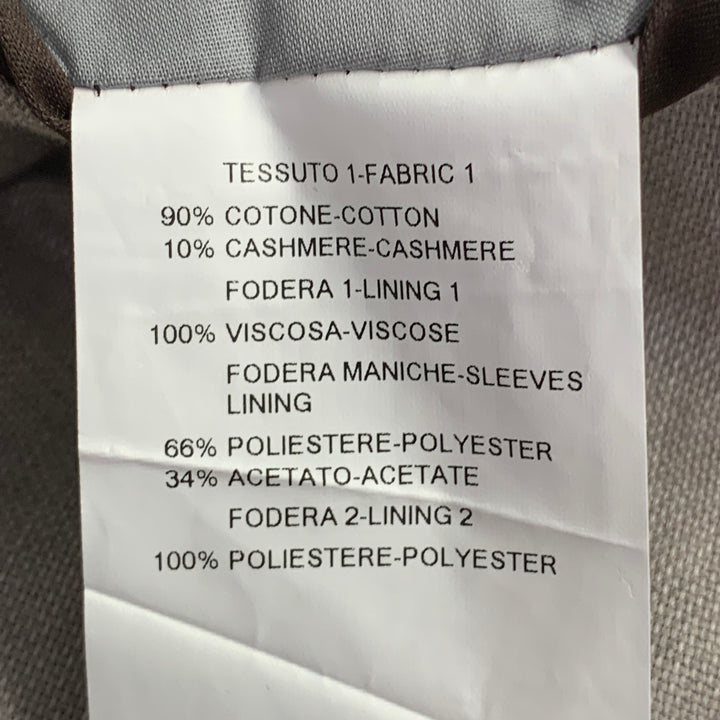 TESSUTO 1-FABRIC 1
90% COTONE-COTTON
10% CASHMERE-CASHMERE
FODERA 1-LINING 1
100% VISCOSA-VISCOSE
FODERA MANICHE-SLEEVES
LINING
66% POLIESTERE-POLYESTER
34% ACETATO-ACETATE
FODERA 2-LINING 2
100% POLIESTERE-POLYESTER